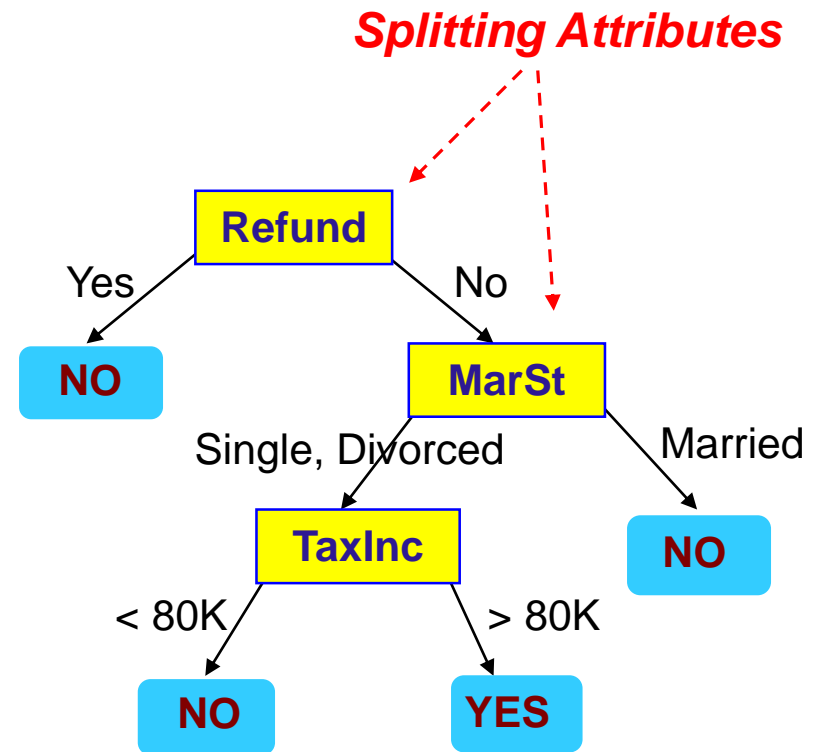 Splitting Attributes
Refund
Yes
No
NO
MarSt
Single, Divorced
Married
TaxInc
NO
< 80K
> 80K
NO
YES